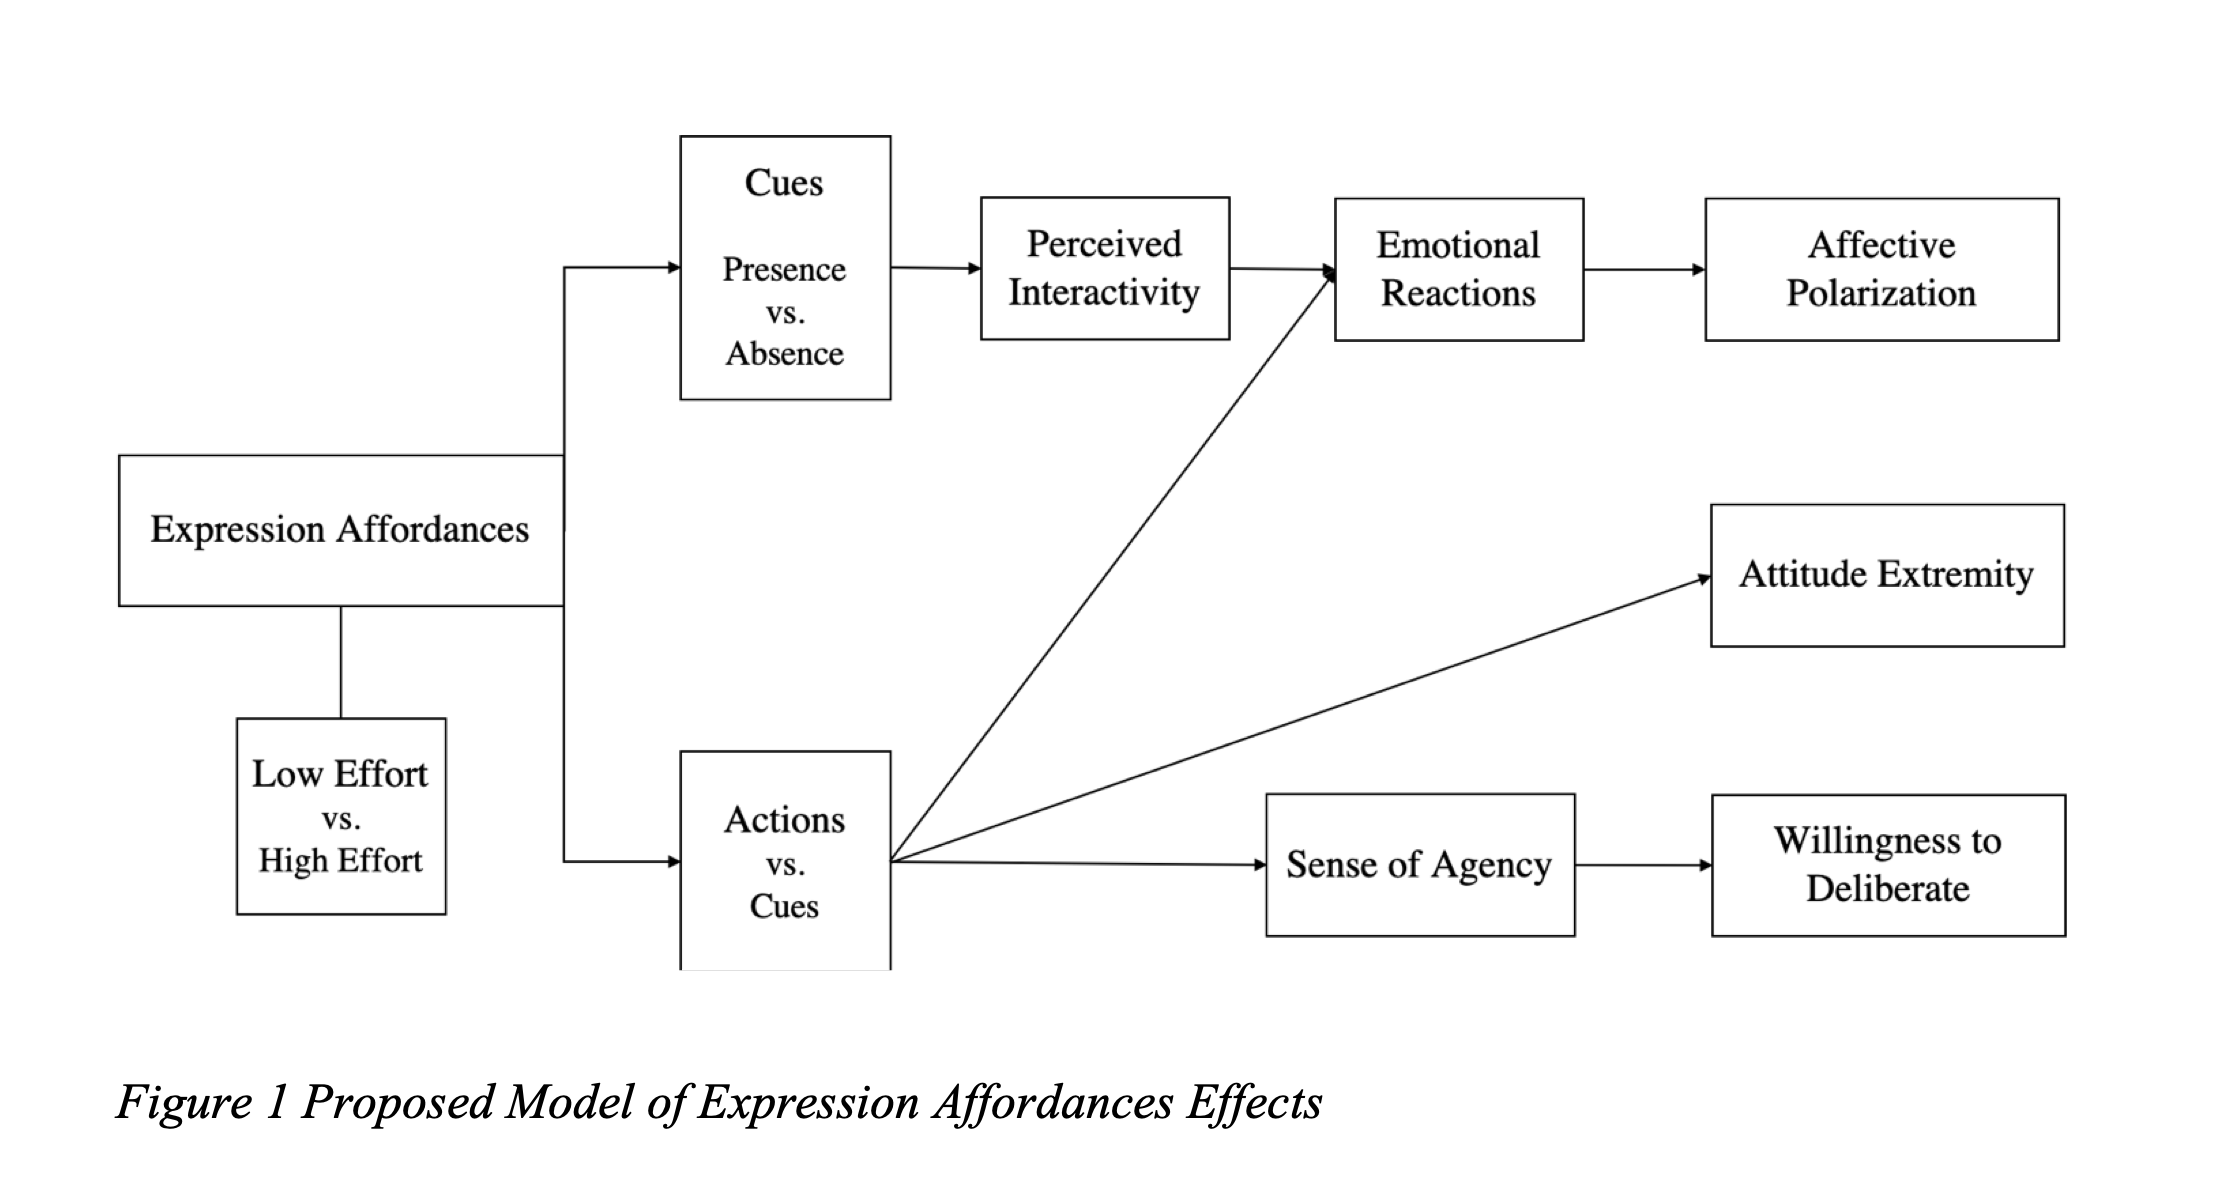 Cues
Presence
vs.
Absence
Perceived
Interactivity
Emotional
Reactions
Affective
Polarization
Expression Affordances
Attitude Extremity
Low Effort
vs.
High Effort
Actions
vs.
Cues
Sense of Agency
Willingness to
Deliberate
Figure 1 Proposed Model of Expression Affordances Effects